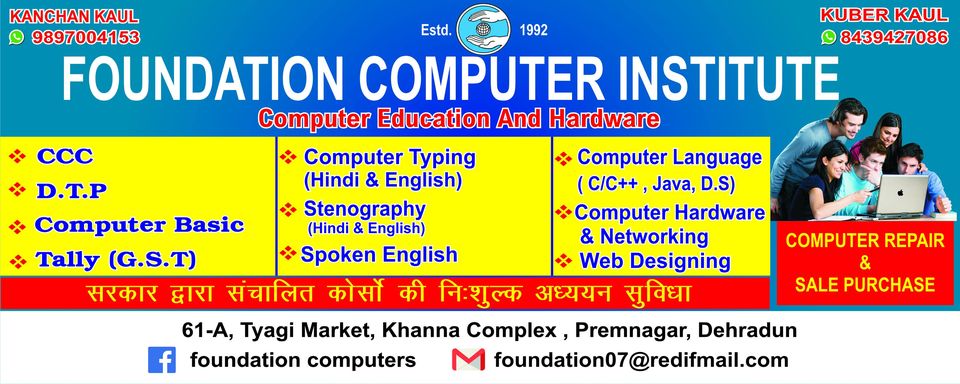 KANCHAN KAUL
9897004153
Estd. 1992
KUBER KAUL
8439427086
FOUNDATION COMPUTER INSTITUTE
Computer Education And Hardware
CCC
D.T.P
Computer Basic
Tally (G.S.T)
Computer Typing
(Hindi & English)
Stenography
(Hindi & English)
Spoken English
Computer Language
( C/C++ , Java, D.S)
Computer Hardware
& Networking
Web Designing
COMPUTER REPAIR
&
SALE PURCHASE
सरकार द्वारा संचालित कोर्सो की निःशुल्क अध्ययन सुविधा
61-A, Tyagi Market, Khanna Complex , Premnagar, Dehradun
foundation computers
foundation07@redifmail.com